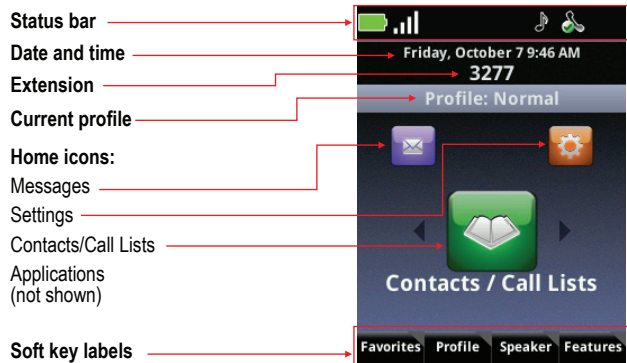 Status bar
Date and time
Extension
Current profile
Home icons:
Messages
Settings
Contacts/Call Lists
Applications
(not shown)
Soft key labels
Friday, October 7 9:46 AM
3277
Profile: Normal
Contacts / Call Lists
Favorites Profile Speaker Features